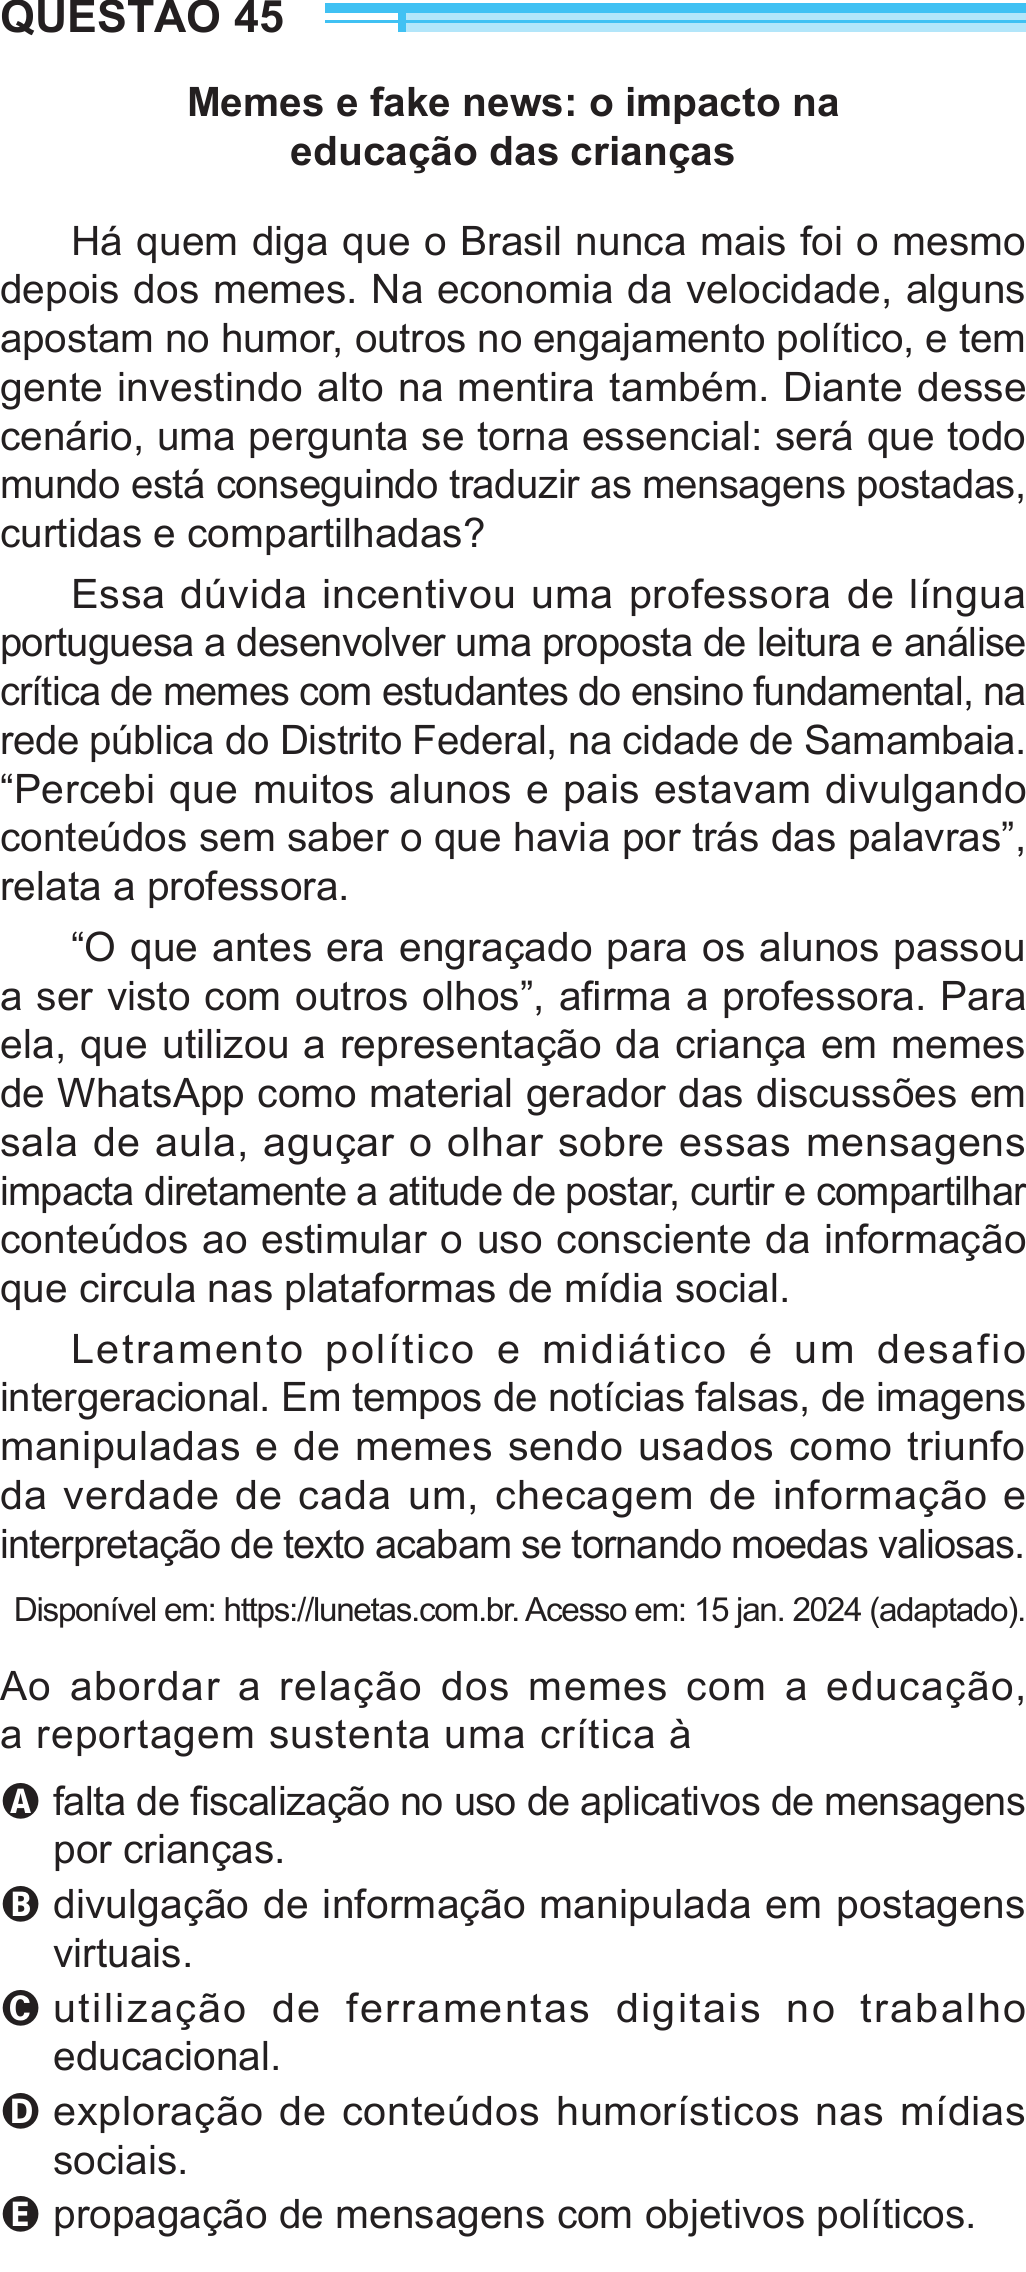 QUESTÃO 45
Memes e fake news: o impacto na
educação das crianças
Há quem diga que o Brasil nunca mais foi o mesmo
depois dos memes. Na economia da velocidade, alguns
apostam no humor, outros no engajamento político, e tem
gente investindo alto na mentira também. Diante desse
cenário, uma pergunta se torna essencial: será que todo
mundo está conseguindo traduzir as mensagens postadas,
curtidas e compartilhadas?
Essa dúvida incentivou uma professora de língua
portuguesa a desenvolver uma proposta de leitura e análise
crítica de memes com estudantes do ensino fundamental, na
rede pública do Distrito Federal, na cidade de Samambaia.
“Percebi que muitos alunos e pais estavam divulgando
conteúdos sem saber o que havia por trás das palavras”,
relata a professora.
“O que antes era engraçado para os alunos passou
a ser visto com outros olhos”, afirma a professora. Para
ela, que utilizou a representação da criança em memes
de WhatsApp como material gerador das discussões em
sala de aula, aguçar o olhar sobre essas mensagens
impacta diretamente a atitude de postar, curtir e compartilhar
conteúdos ao estimular o uso consciente da informação
que circula nas plataformas de mídia social.
Letramento político e midiático é um desafio
intergeracional. Em tempos de notícias falsas, de imagens
manipuladas e de memes sendo usados como triunfo
da verdade de cada um, checagem de informação e
interpretação de texto acabam se tornando moedas valiosas.
Disponível em: https://lunetas.com.br. Acesso em: 15 jan. 2024 (adaptado).
Ao abordar a relação dos memes com a educação,
a reportagem sustenta uma crítica à
A falta de fiscalização no uso de aplicativos de mensagens
por crianças.
B divulgação de informação manipulada em postagens
virtuais.
C utilização de ferramentas digitais no trabalho
educacional.
D exploração de conteúdos humorísticos nas mídias
sociais.
E propagação de mensagens com objetivos políticos.